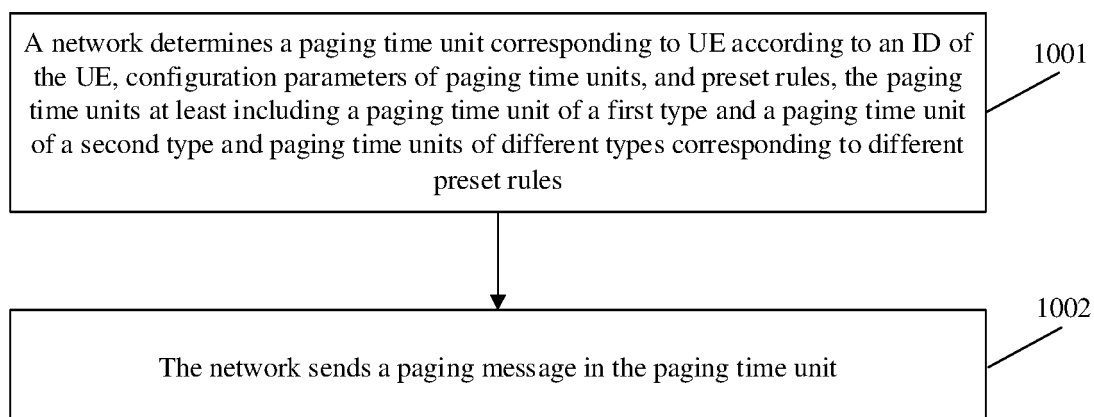 A network determines a paging time unit corresponding to UE according to an ID of
the UE, configuration parameters of paging time units, and preset rules, the paging
time units at least including a paging time unit of a first type and a paging time unit
of a second type and paging time units of different types corresponding to different
preset rules
1001
The network sends a paging message in the paging time unit
1002